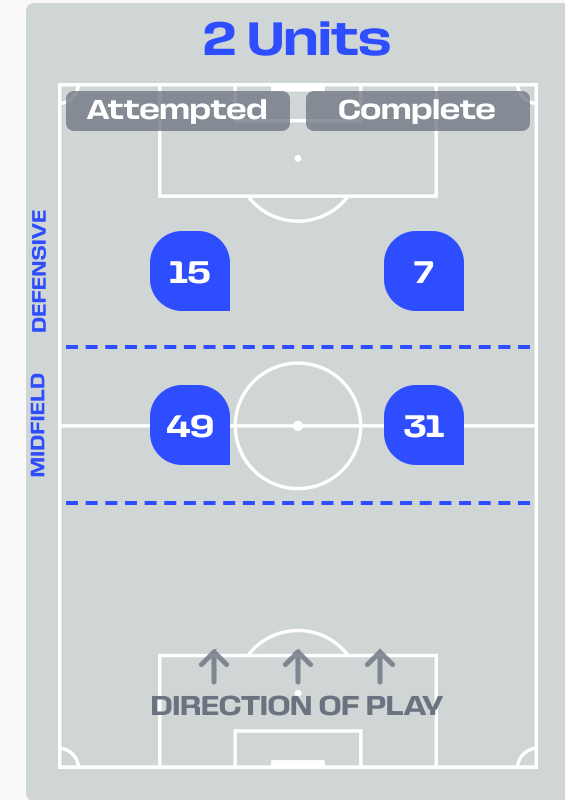 2 Units
Attempted
Complete
DEFENSIVE
15
7
MIDFIELD
49
31
DIRECTION OF PLAY